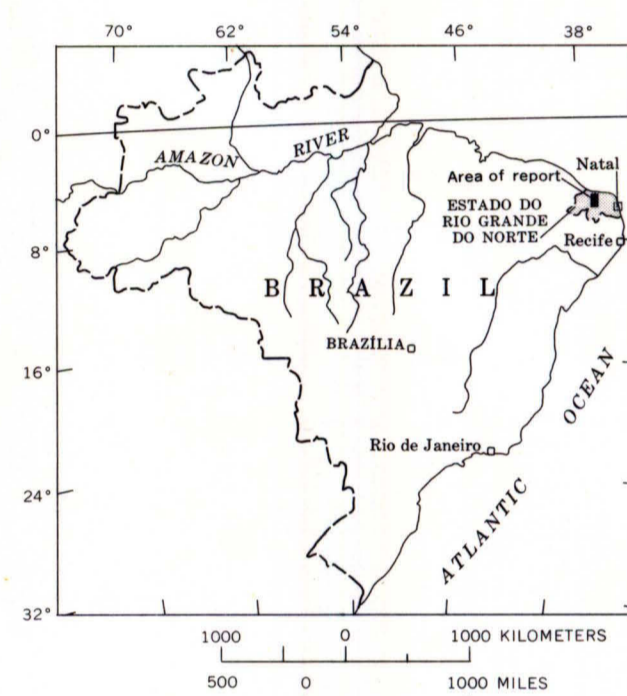 70° 62° 54° 46° 38°
0°
AMAZON RIVER
Natal
Area of report
ESTADO DO
RIO GRANDE
DO NORTE
Recife
8°
BRAZIL
BRAZÍLIA
16°
OCEAN
Rio de Janeiro
24°
ATLANTIC
32°
1000 0 1000 KILOMETERS
500 0 1000 MILES